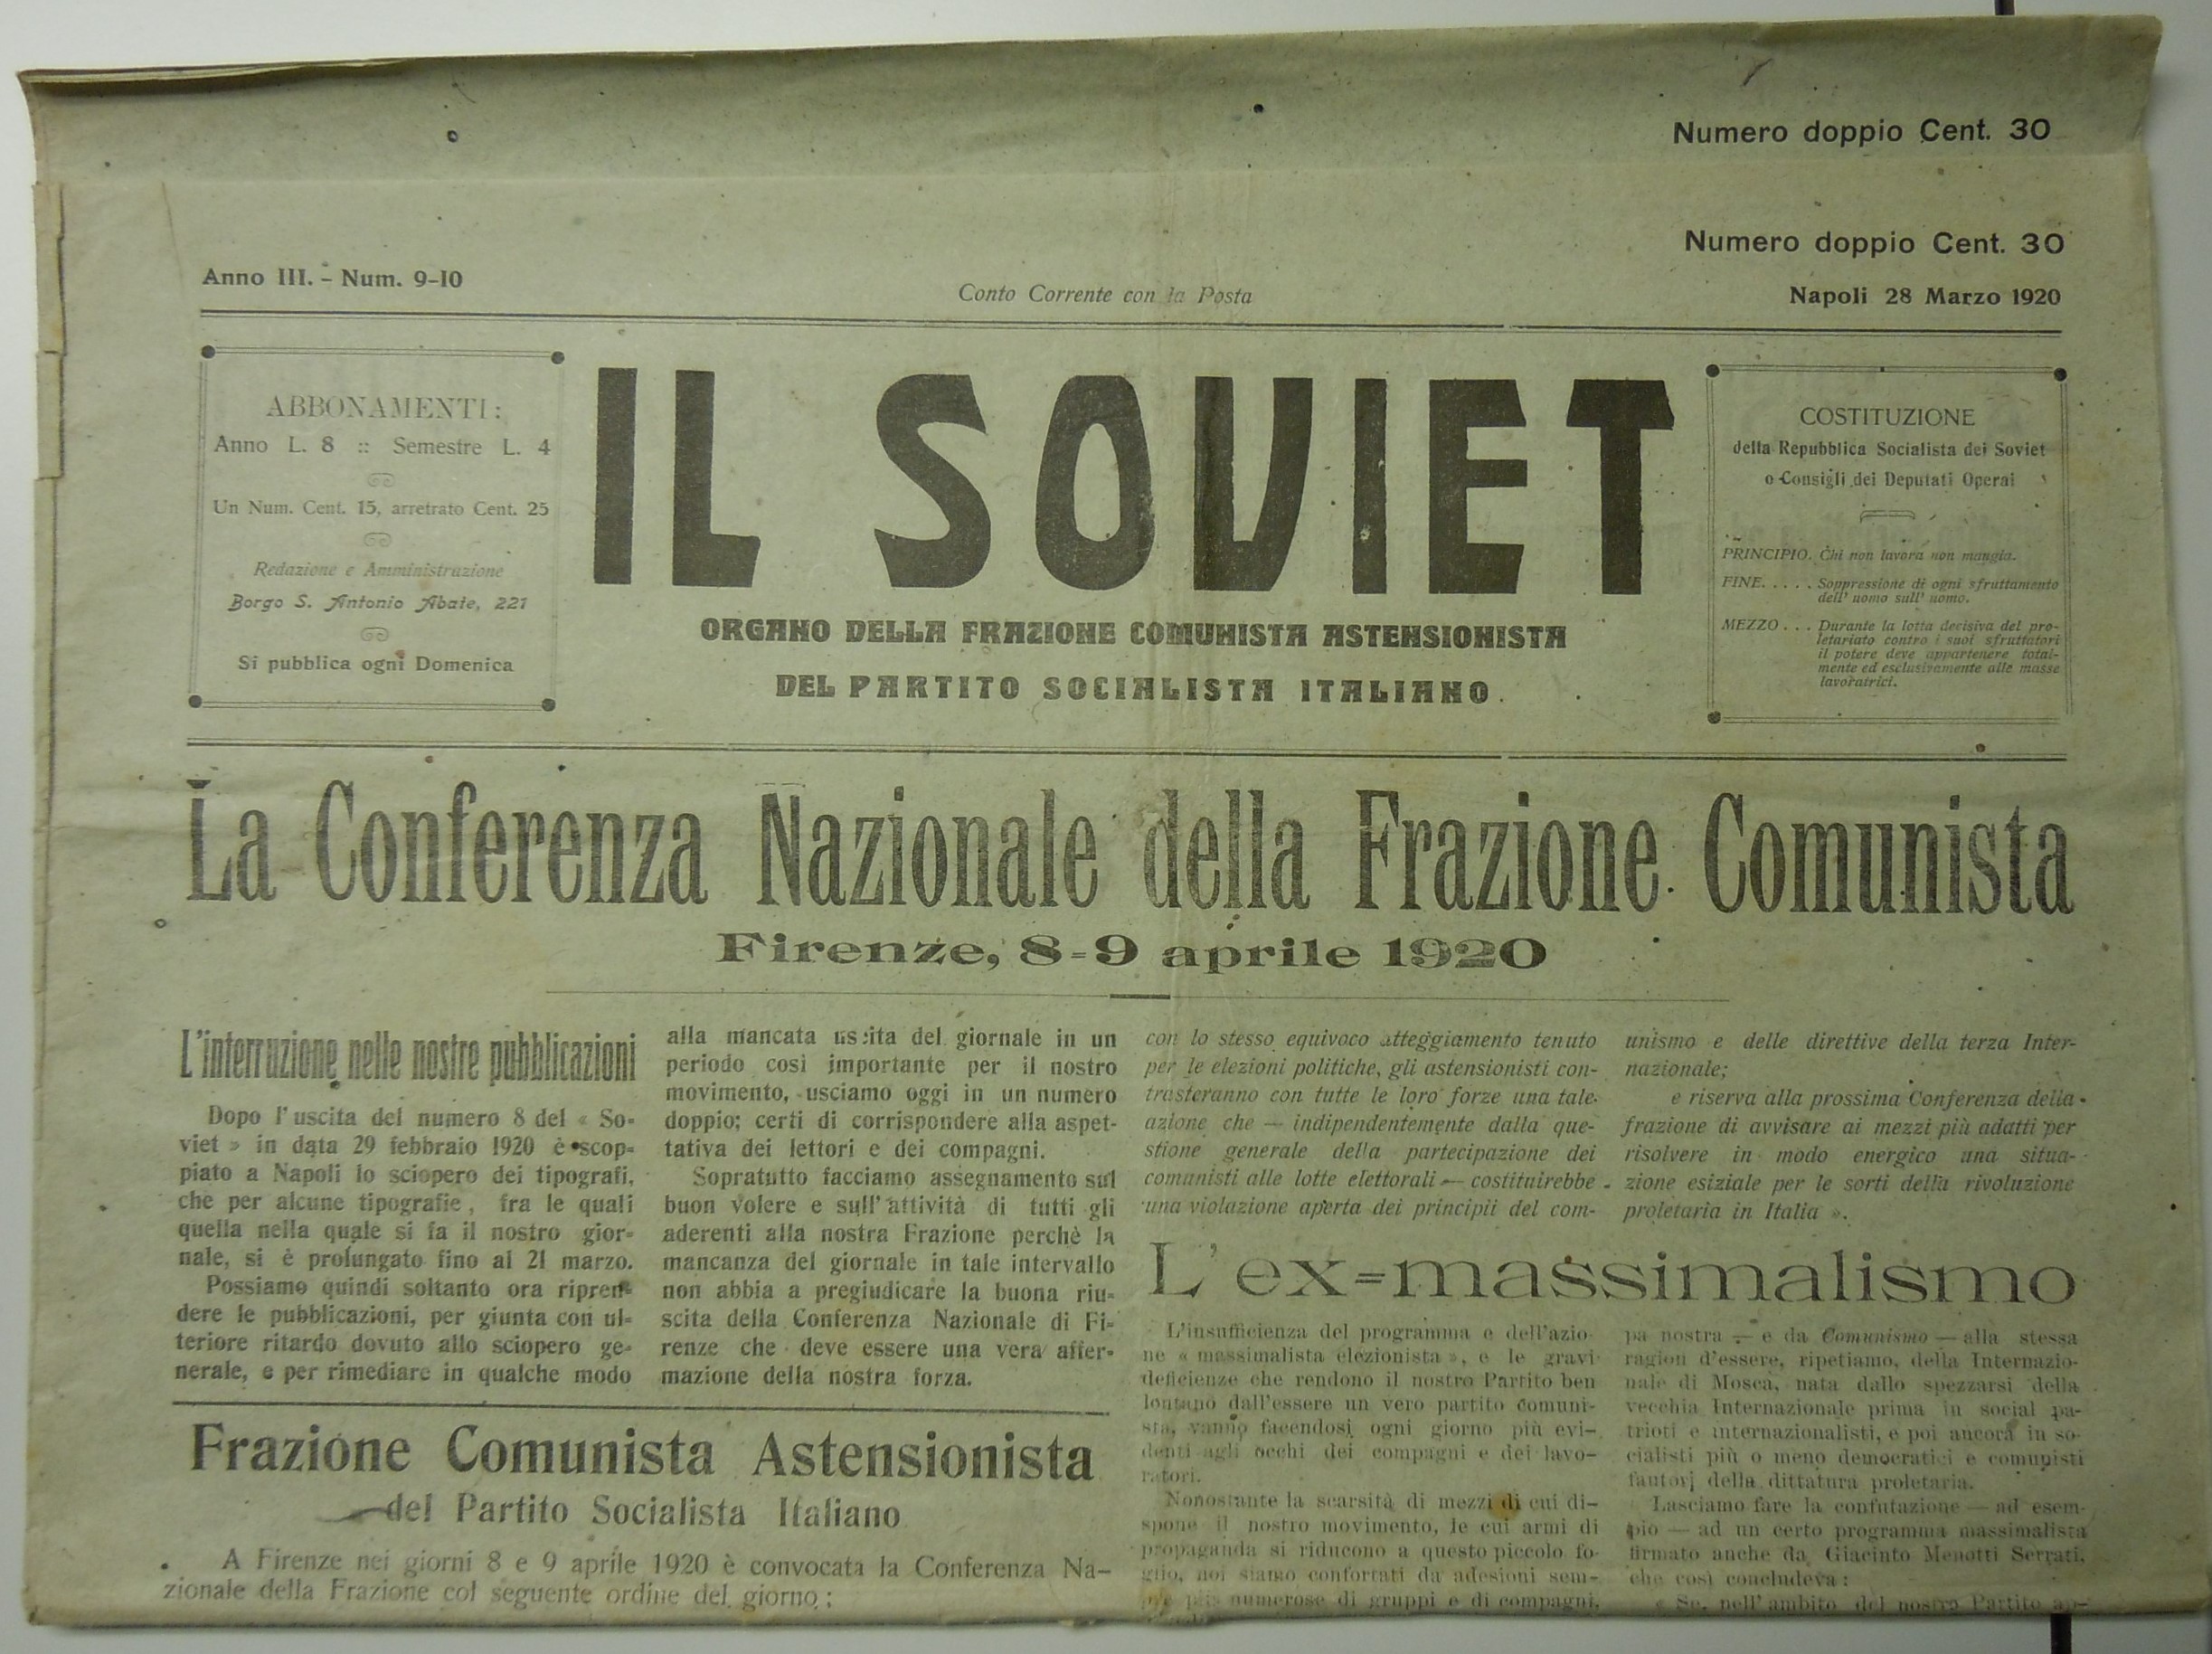 Numero doppio Cent. 30
Numero doppio Cent. 30
Anno III. - Num. 9-10
Conto Corrente con la Posta
Napoli 28 Marzo 1920
ABBONAMENTI:
Anno L. 8 :: Semestre L. 4
Un Num. Cent. 15, arretrato Cent. 25
Redazione e Amministrazione
Borgo S. Antonio Abate, 221
Si pubblica ogni Domenica
IL SOVIET
ORGANO DELLA FRAZIONE COMUNISTA ASTENSIONISTA
DEL PARTITO SOCIALISTA ITALIANO.
COSTITUZIONE
della Repubblica Socialista dei Soviet
o Consigli dei Deputati Operai
PRINCIPIO. Chi non lavora non mangia.
FINE. . . . . Soppressione di ogni sfruttamento
dell' uomo sull' uomo.
MEZZO . . . Durante la lotta decisiva del pro-
letariato contro i suoi sfruttatori
il potere deve appartenere total-
mente ed esclusivamente alle masse
lavoratrici.
La Conferenza Nazionale della Frazione Comunista
Firenze, 8=9 aprile 1920
L'interruzione nelle nostre pubblicazioni
Dopo l'uscita del numero 8 del « So-
viet » in data 29 febbraio 1920 è scop-
piato a Napoli lo sciopero dei tipografi,
che per alcune tipografie, fra le quali
quella nella quale si fa il nostro gior-
nale, si è prolungato fino al 21 marzo.
Possiamo quindi soltanto ora ripren-
dere le pubblicazioni, per giunta con ul-
teriore ritardo dovuto allo sciopero ge-
nerale, e per rimediare in qualche modo
alla mancata uscita del giornale in un
periodo così importante per il nostro
movimento, usciamo oggi in un numero
doppio; certi di corrispondere alla aspet-
tativa dei lettori e dei compagni.
Sopratutto facciamo assegnamento sul
buon volere e sull'attività di tutti gli
aderenti alla nostra Frazione perchè la
mancanza del giornale in tale intervallo
non abbia a pregiudicare la buona riu-
scita della Conferenza Nazionale di Fi-
renze che deve essere una vera affer-
mazione della nostra forza.
Frazione Comunista Astensionista
del Partito Socialista Italiano
A Firenze nei giorni 8 e 9 aprile 1920 è convocata la Conferenza Na-
zionale della Frazione col seguente ordine del giorno:
con lo stesso equivoco atteggiamento tenuto
per le elezioni politiche, gli astensionisti con-
trasteranno con tutte le loro forze una tale
azione che — indipendentemente dalla que-
stione generale della partecipazione dei
comunisti alle lotte elettorali — costituirebbe
una violazione aperta dei principii del com-
unismo e delle direttive della terza Inter-
nazionale;
e riserva alla prossima Conferenza della
frazione di avvisare ai mezzi più adatti per
risolvere in modo energico una situa-
zione esiziale per le sorti della rivoluzione
proletaria in Italia ».
L'ex=massimalismo
L'insufficienza del programma e dell'azio-
ne « massimalista elezionista », e le gravi
deficienze che rendono il nostro Partito ben
lontano dall'essere un vero partito comuni-
sta, vanno facendosi ogni giorno più evi-
denti agli occhi dei compagni e dei lavo-
ratori.
Nonostante la scarsità di mezzi di cui di-
spone il nostro movimento, le cui armi di
propaganda si riducono a questo piccolo fo-
glio, noi siamo confortati da adesioni sem-
pre più numerose di gruppi e di compagni,
pa nostra — e da Comunismo — alla stessa
ragion d'essere, ripetiamo, della Internazio-
nale di Mosca, nata dallo spezzarsi della
vecchia Internazionale prima in social pa-
trioti e internazionalisti, e poi ancora in so-
cialisti più o meno democratici e comunisti
fautori della dittatura proletaria.
Lasciamo fare la confutazione — ad esem-
pio — ad un certo programma massimalista
firmato anche da Giacinto Menotti Serrati,
che così concludeva:
« Se, nell'ambito del nostro Partito ap-